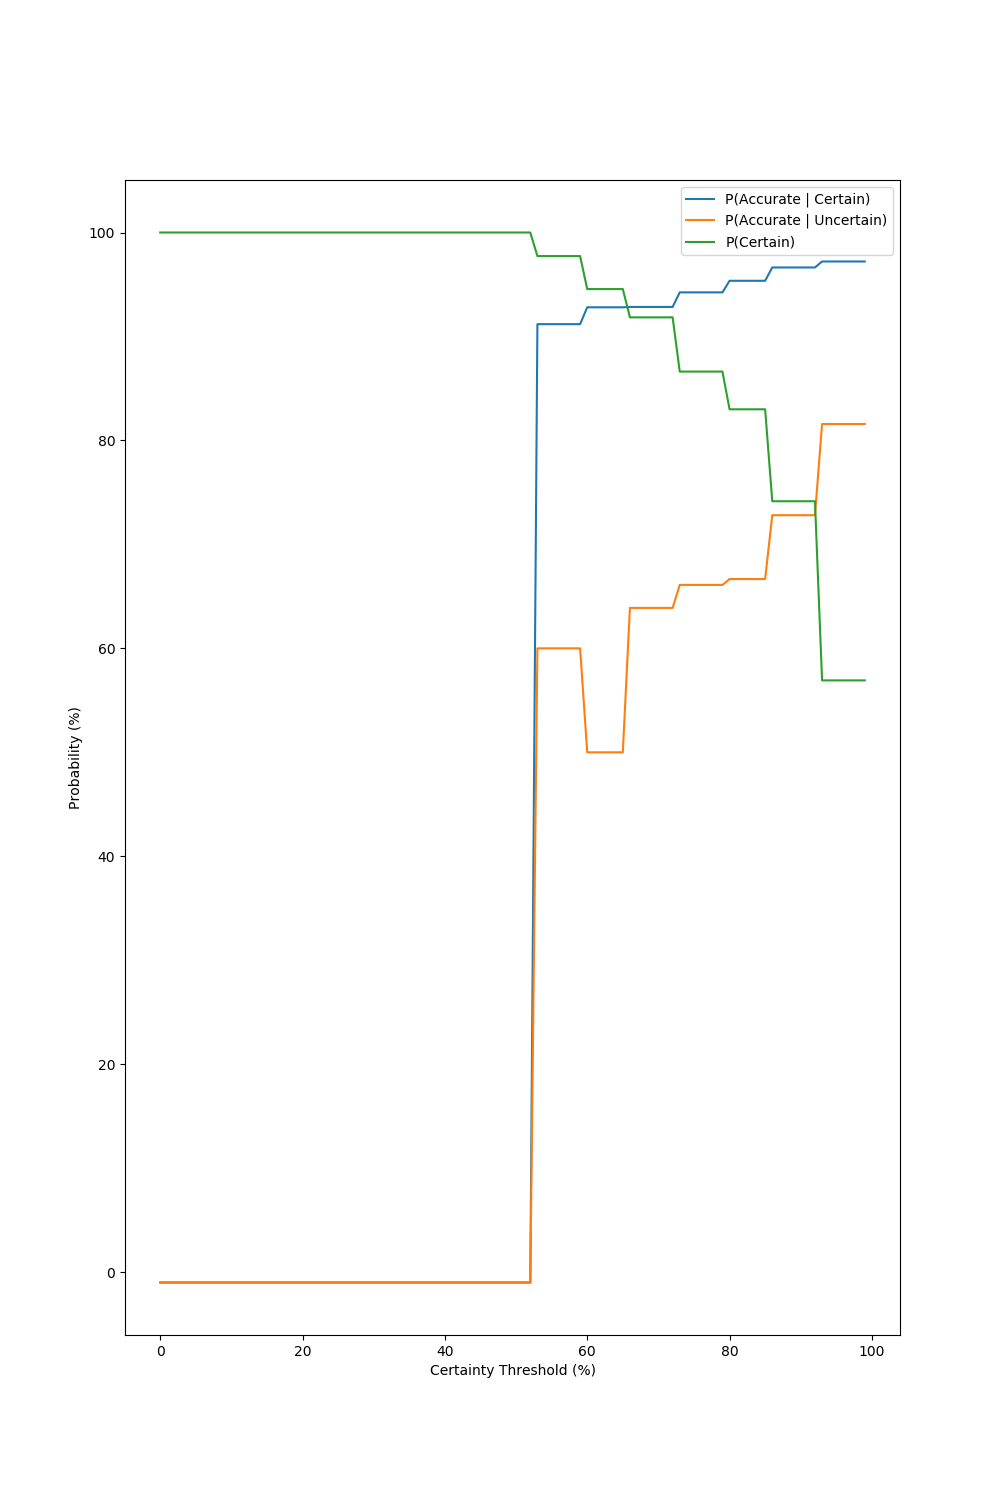 P(Accurate | Certain)
P(Accurate | Uncertain)
P(Certain)
100
80
60
40
20
0
Probability (%)
0 20 40 60 80 100
Certainty Threshold (%)